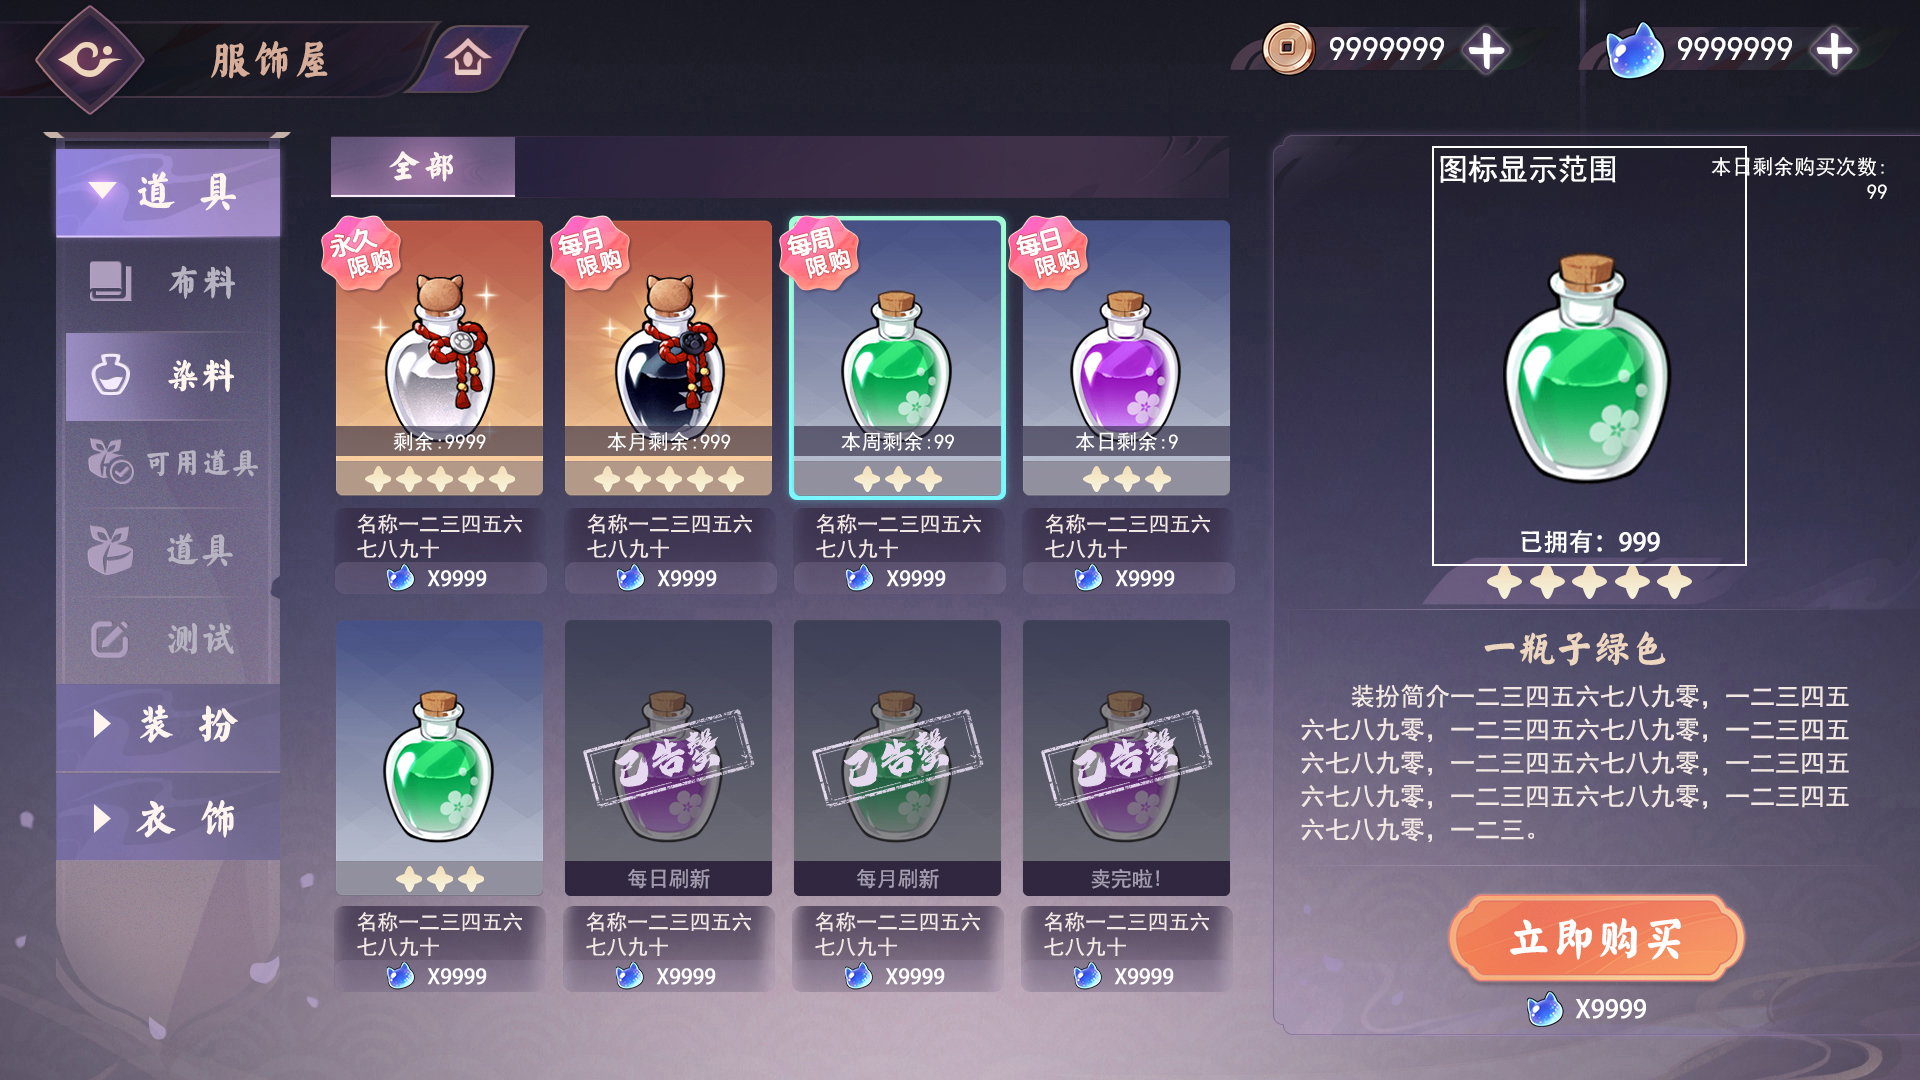 服饰屋
9999999
9999999
道具
布料
染料
可用道具
道具
测试
装扮
衣饰
全部
永久
限购
剩余:9999
名称一二三四五六
七八九十
X9999
每月
限购
本月剩余:999
名称一二三四五六
七八九十
X9999
每周
限购
本周剩余:99
名称一二三四五六
七八九十
X9999
每日
限购
本日剩余:9
名称一二三四五六
七八九十
X9999
名称一二三四五六
七八九十
X9999
已告罄
每日刷新
名称一二三四五六
七八九十
X9999
已告罄
每月刷新
名称一二三四五六
七八九十
X9999
已告罄
卖完啦！
名称一二三四五六
七八九十
X9999
图标显示范围
本日剩余购买次数：
99
已拥有：999
一瓶子绿色
装扮简介一二三四五六七八九零，一二三四五
六七八九零，一二三四五六七八九零，一二三四五
六七八九零，一二三四五六七八九零，一二三四五
六七八九零，一二三四五六七八九零，一二三四五
六七八九零，一二三。
立即购买
X9999